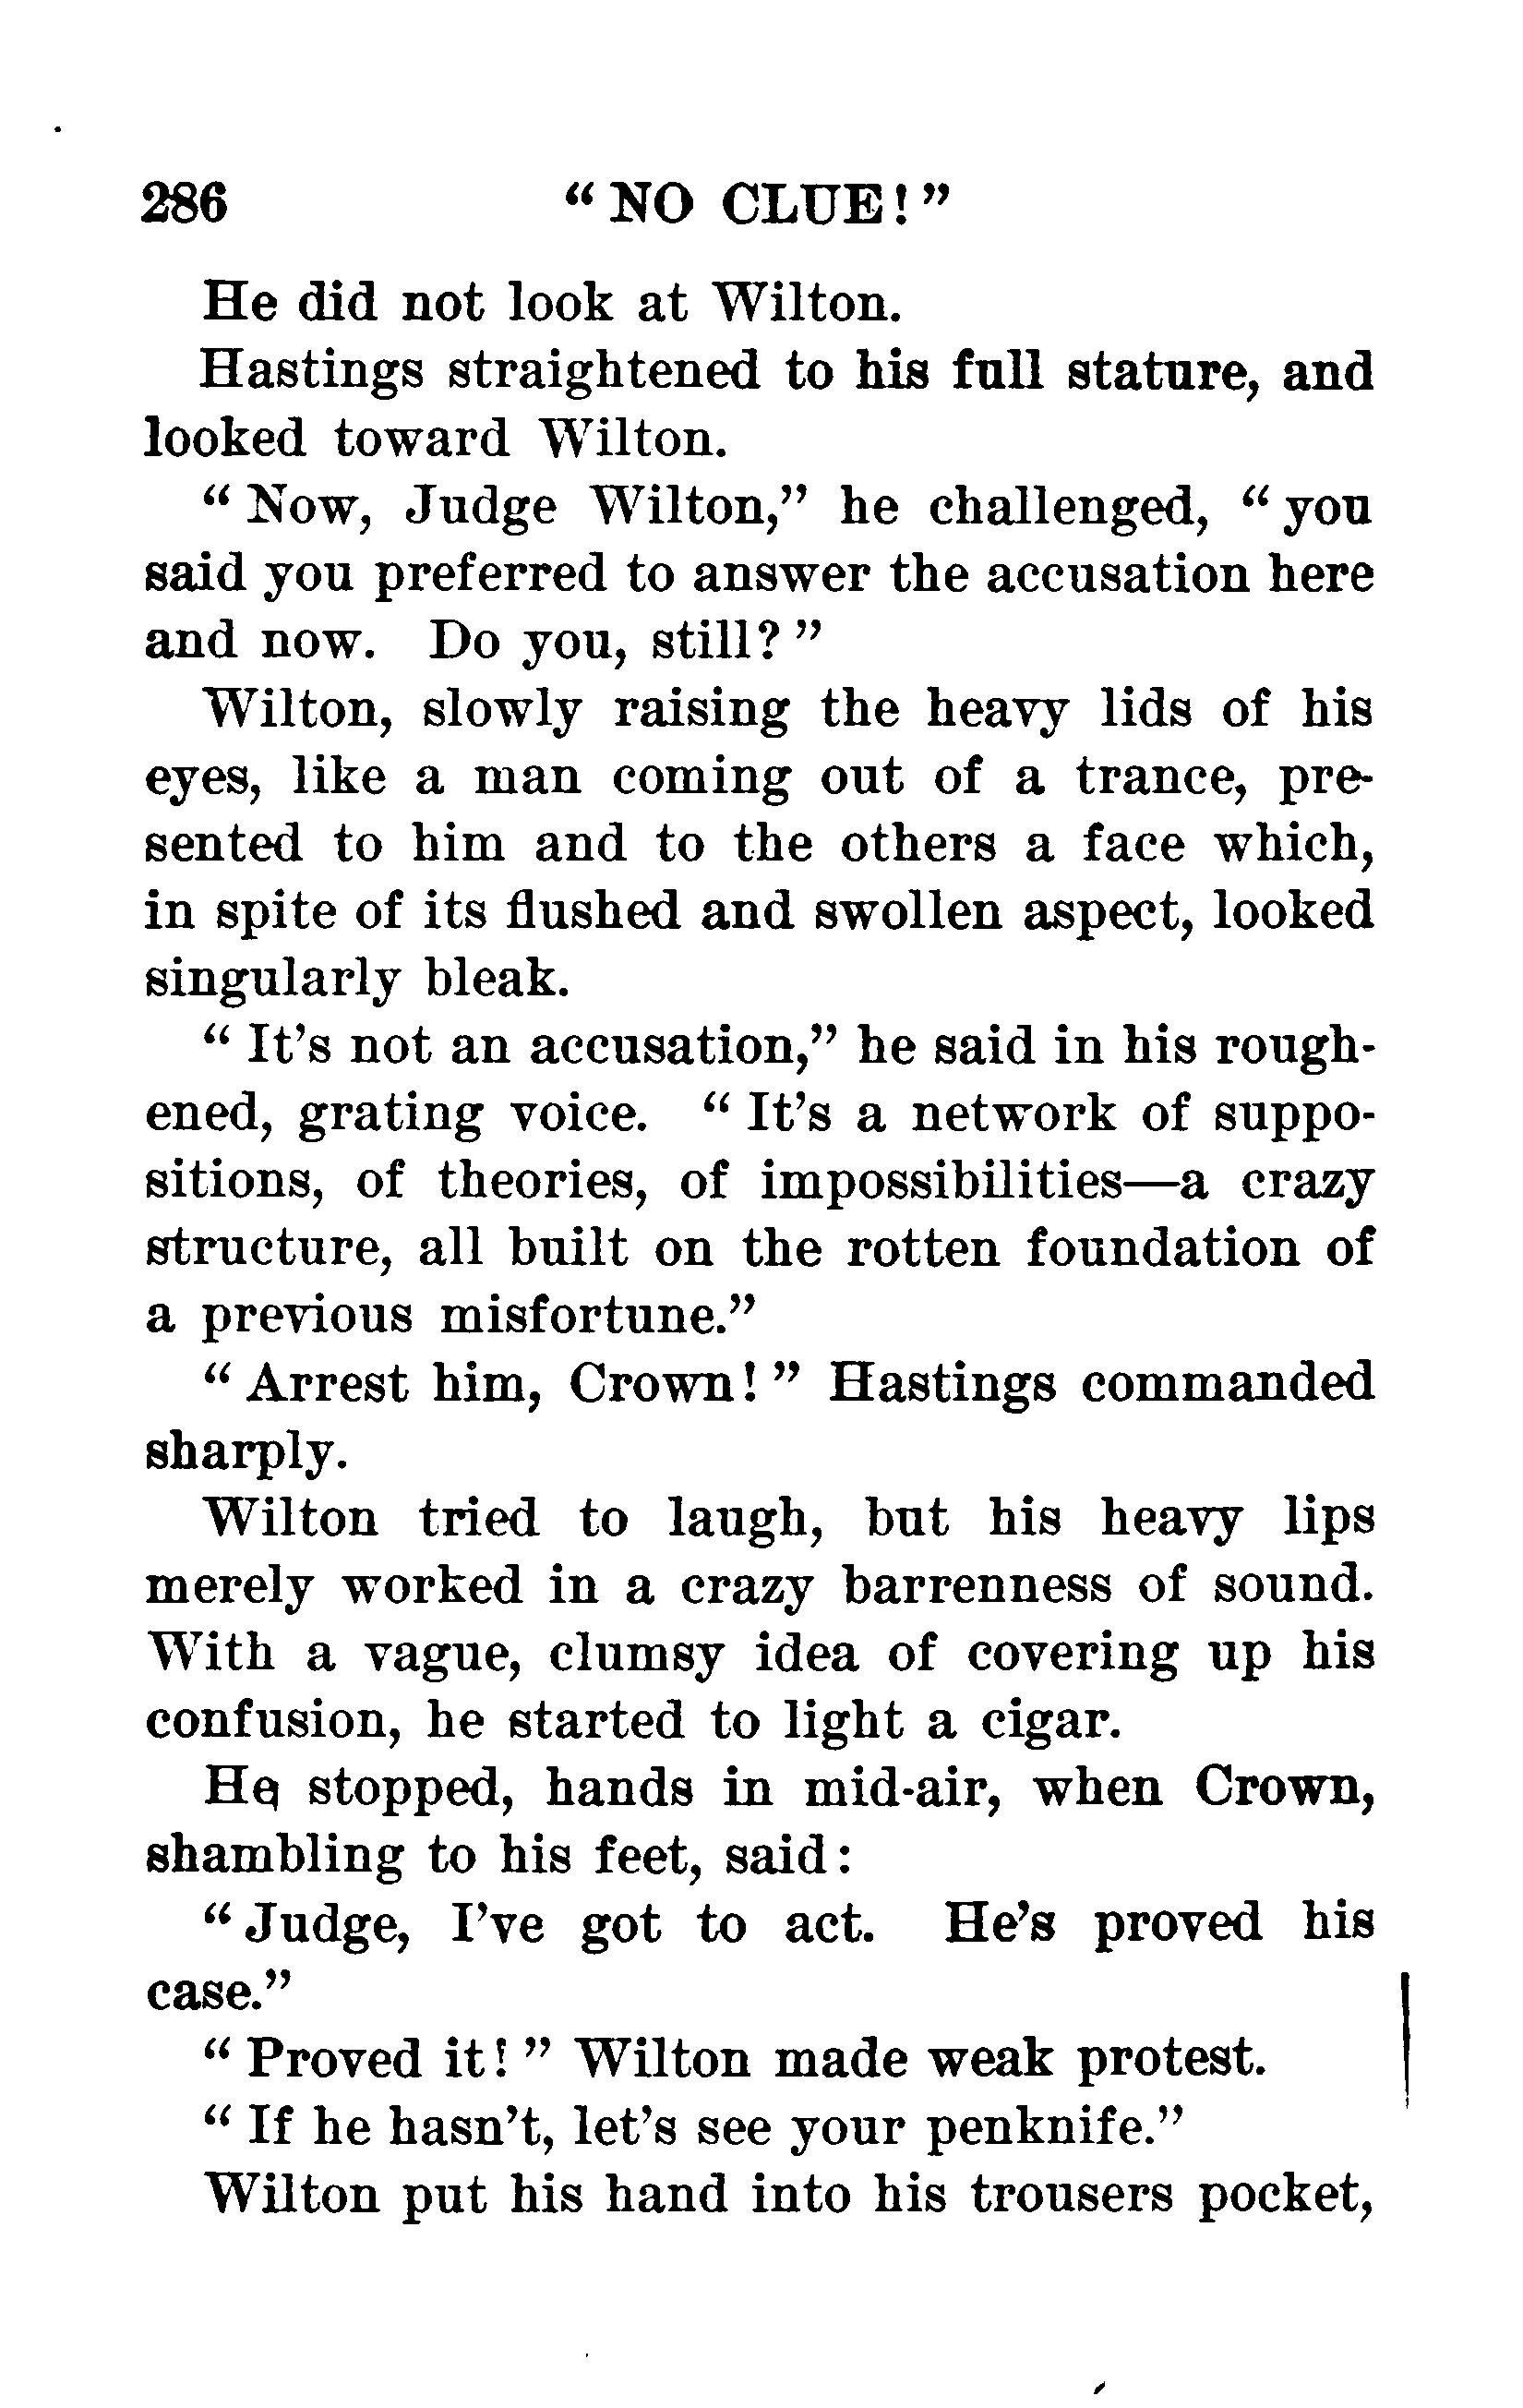 286 " NO CLUE! "
He did not look at Wilton.
Hastings straightened to his full stature, and
looked toward Wilton.
" Now, Judge Wilton," he challenged, " you
said you preferred to answer the accusation here
and now. Do you, still? "
Wilton, slowly raising the heavy lids of his
eyes, like a man coming out of a trance, pre-
sented to him and to the others a face which,
in spite of its flushed and swollen aspect, looked
singularly bleak.
" It's not an accusation," he said in his rough-
ened, grating voice. " It's a network of suppo-
sitions, of theories, of impossibilities—a crazy
structure, all built on the rotten foundation of
a previous misfortune."
" Arrest him, Crown! " Hastings commanded
sharply.
Wilton tried to laugh, but his heavy lips
merely worked in a crazy barrenness of sound.
With a vague, clumsy idea of covering up his
confusion, he started to light a cigar.
He stopped, hands in mid-air, when Crown,
shambling to his feet, said:
" Judge, I've got to act. He's proved his
case."
" Proved it! " Wilton made weak protest.
" If he hasn't, let's see your penknife."
Wilton put his hand into his trousers pocket,